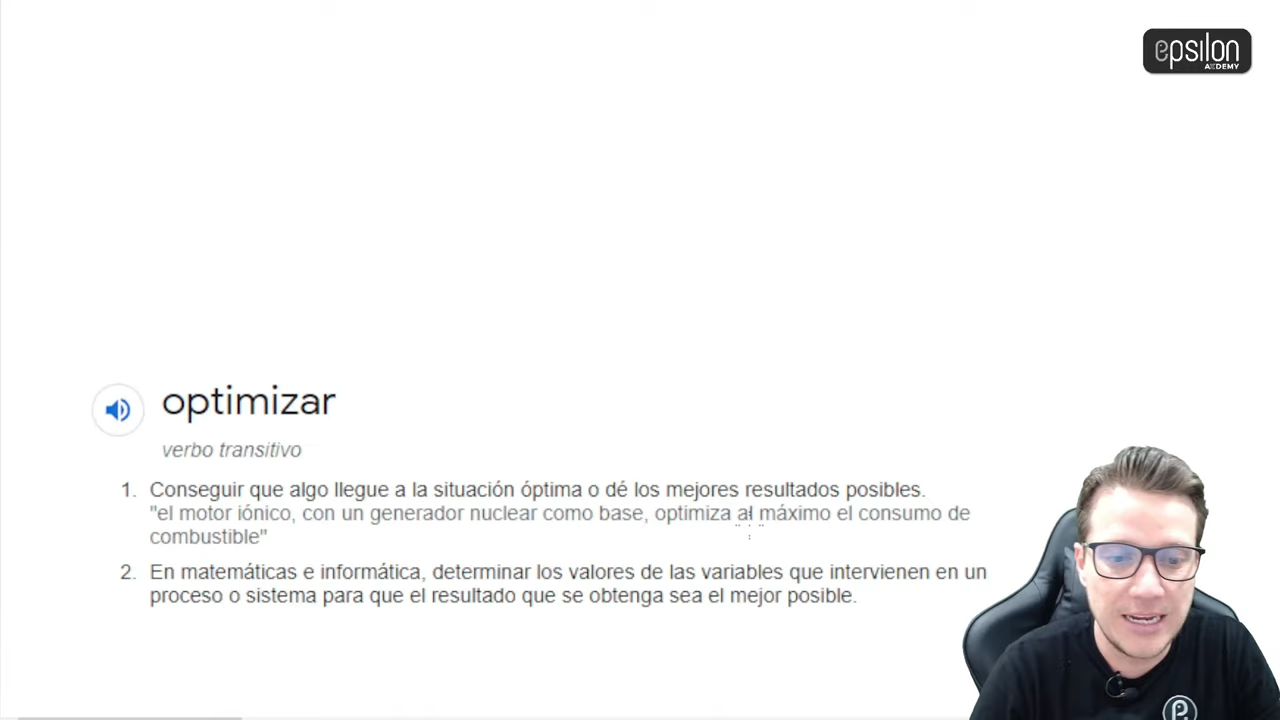 epsilon
ACADEMY
optimizar
verbo transitivo
1. Conseguir que algo llegue a la situación óptima o dé los mejores resultados posibles.
"el motor iónico, con un generador nuclear como base, optimiza al máximo el consumo de
combustible"
2. En matemáticas e informática, determinar los valores de las variables que intervienen en un
proceso o sistema para que el resultado que se obtenga sea el mejor posible.